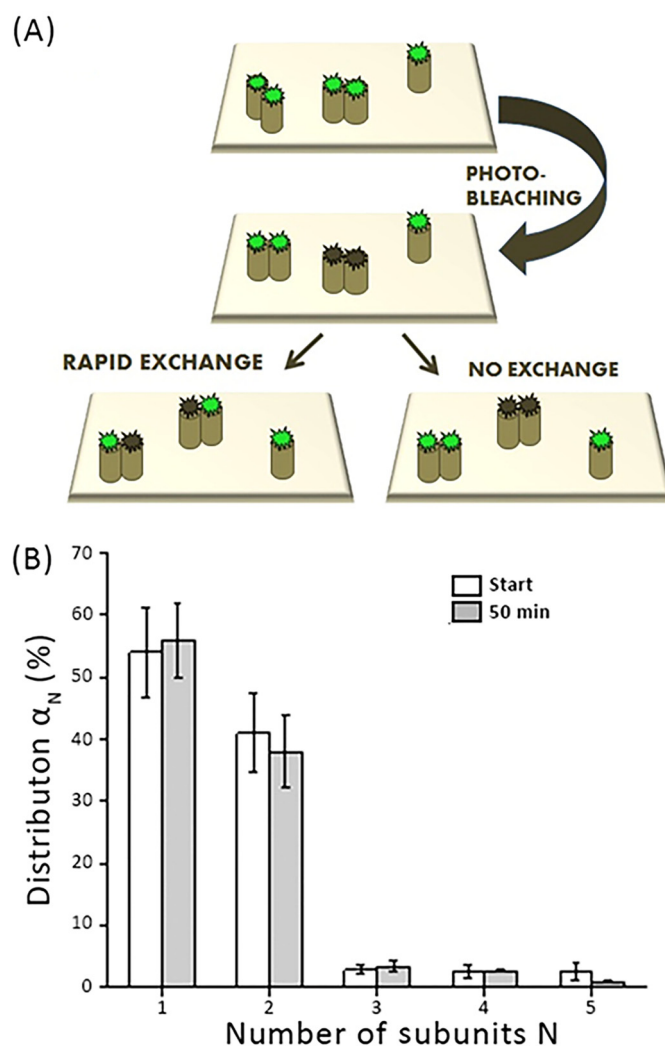 (A)
PHOTO-
BLEACHING
RAPID EXCHANGE
NO EXCHANGE
(B)
70
60
50
40
30
20
10
0
Start
50 min
Distributon α_N (%)
1 2 3 4 5
Number of subunits N